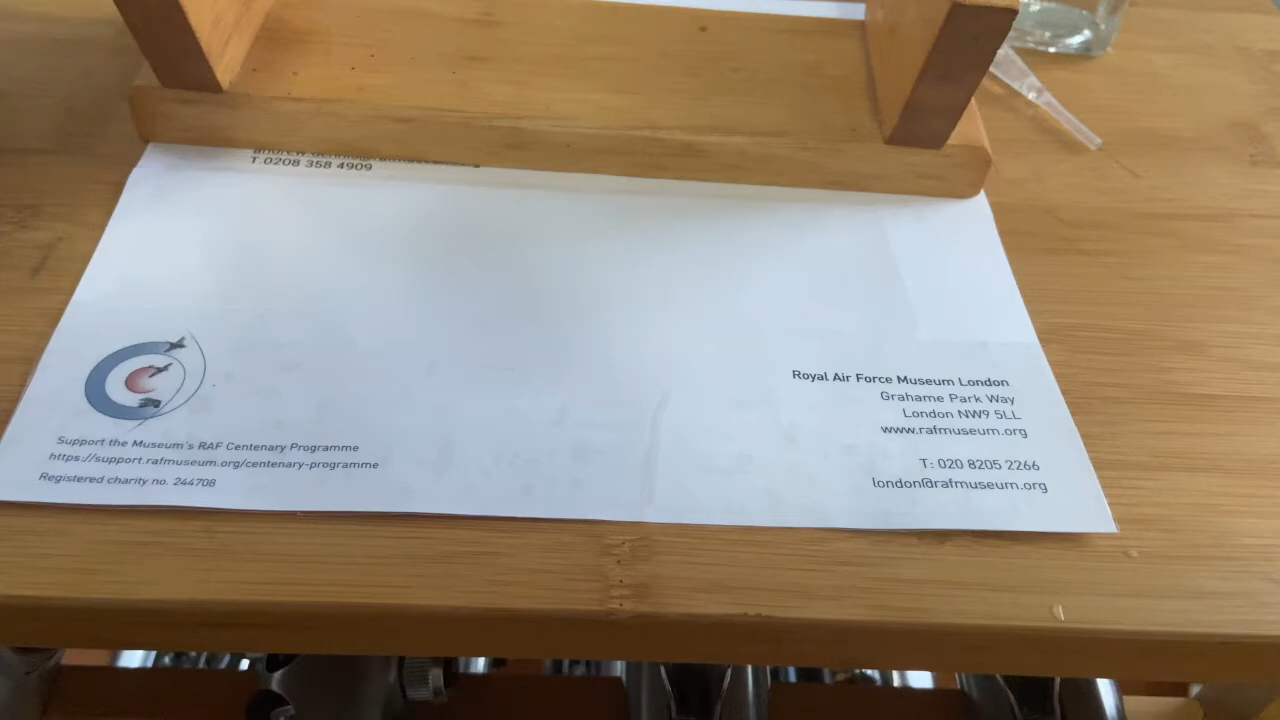 T.0208 358 4909
Support the Museum's RAF Centenary Programme
https://support.rafmuseum.org/centenary-programme
Registered charity no. 244708
Royal Air Force Museum London
Grahame Park Way
London NW9 5LL
www.rafmuseum.org
T: 020 8205 2266
london@rafmuseum.org